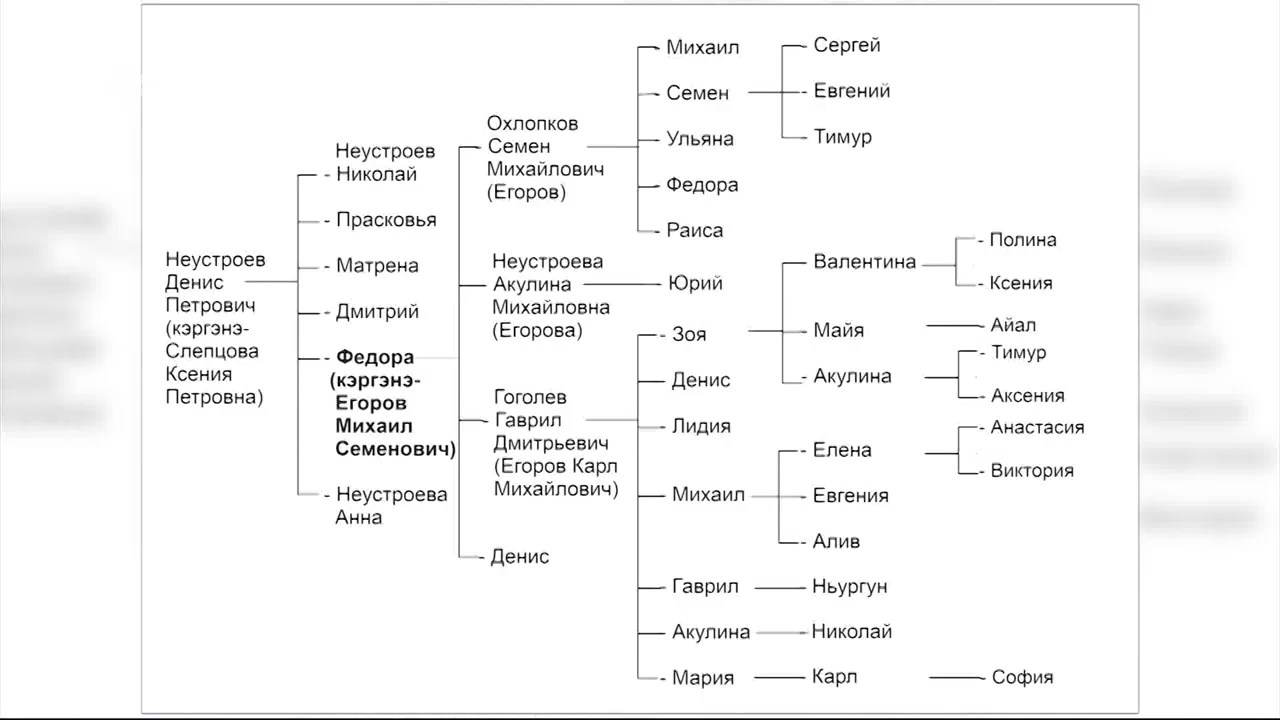 Неустроев
Денис
Петрович
(кэргэнэ-
Слепцова
Ксения
Петровна)
Неустроев
- Николай
- Прасковья
- Матрена
- Дмитрий
- Федора
(кэргэнэ-
Егоров
Михаил
Семенович)
- Неустроева
Анна
Охлопков
- Семен
Михайлович
(Егоров)
Неустроева
Акулина
Михайловна
(Егорова)
Гоголев
- Гаврил
Дмитрьевич
(Егоров Карл
Михайлович)
- Денис
- Михаил
- Семен
- Ульяна
- Федора
- Раиса
Юрий
- Зоя
Денис
- Лидия
Михаил
Гаврил
Акулина
- Мария
- Сергей
- Евгений
- Тимур
Валентина
- Майя
- Акулина
- Елена
- Евгения
- Алив
Ньургун
- Николай
Карл
- Полина
- Ксения
Айал
- Тимур
- Аксения
- Анастасия
- Виктория
- София